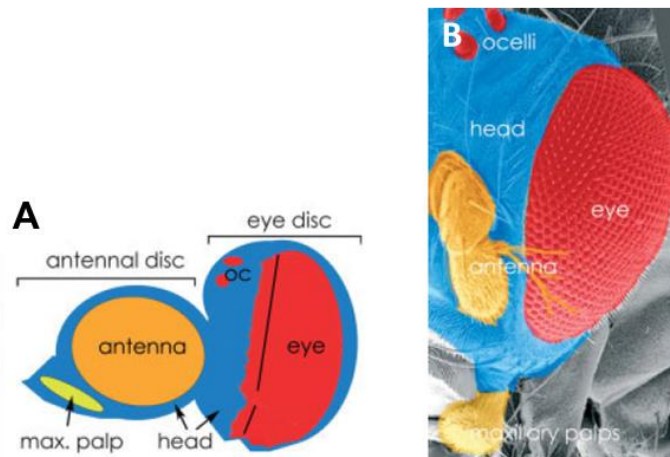 A
eye disc
antennal disc
oc
antenna
eye
max. palp
head
B
ocelli
head
eye
antenna
maxillary palps